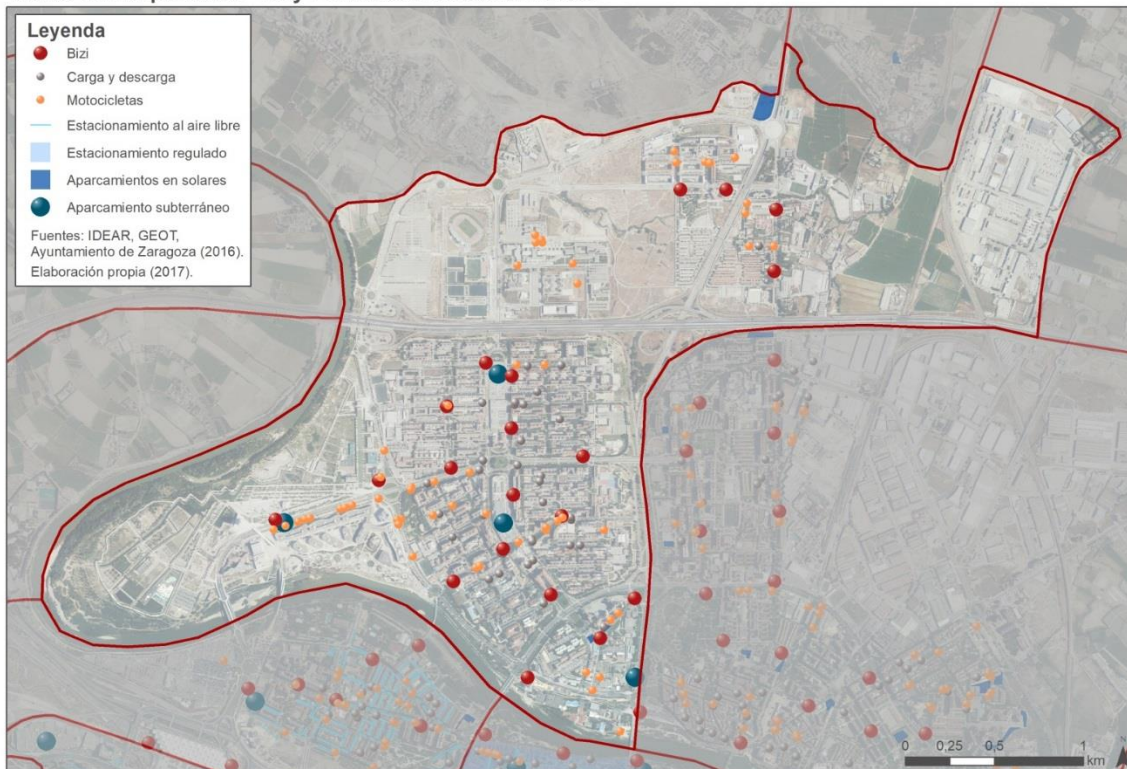 Leyenda
Bizi
Carga y descarga
Motocicletas
Estacionamiento al aire libre
Estacionamiento regulado
Aparcamientos en solares
Aparcamiento subterráneo
Fuentes: IDEAR, GEOT,
Ayuntamiento de Zaragoza (2016).
Elaboración propia (2017).
0 0,25 0,5 1
km
N